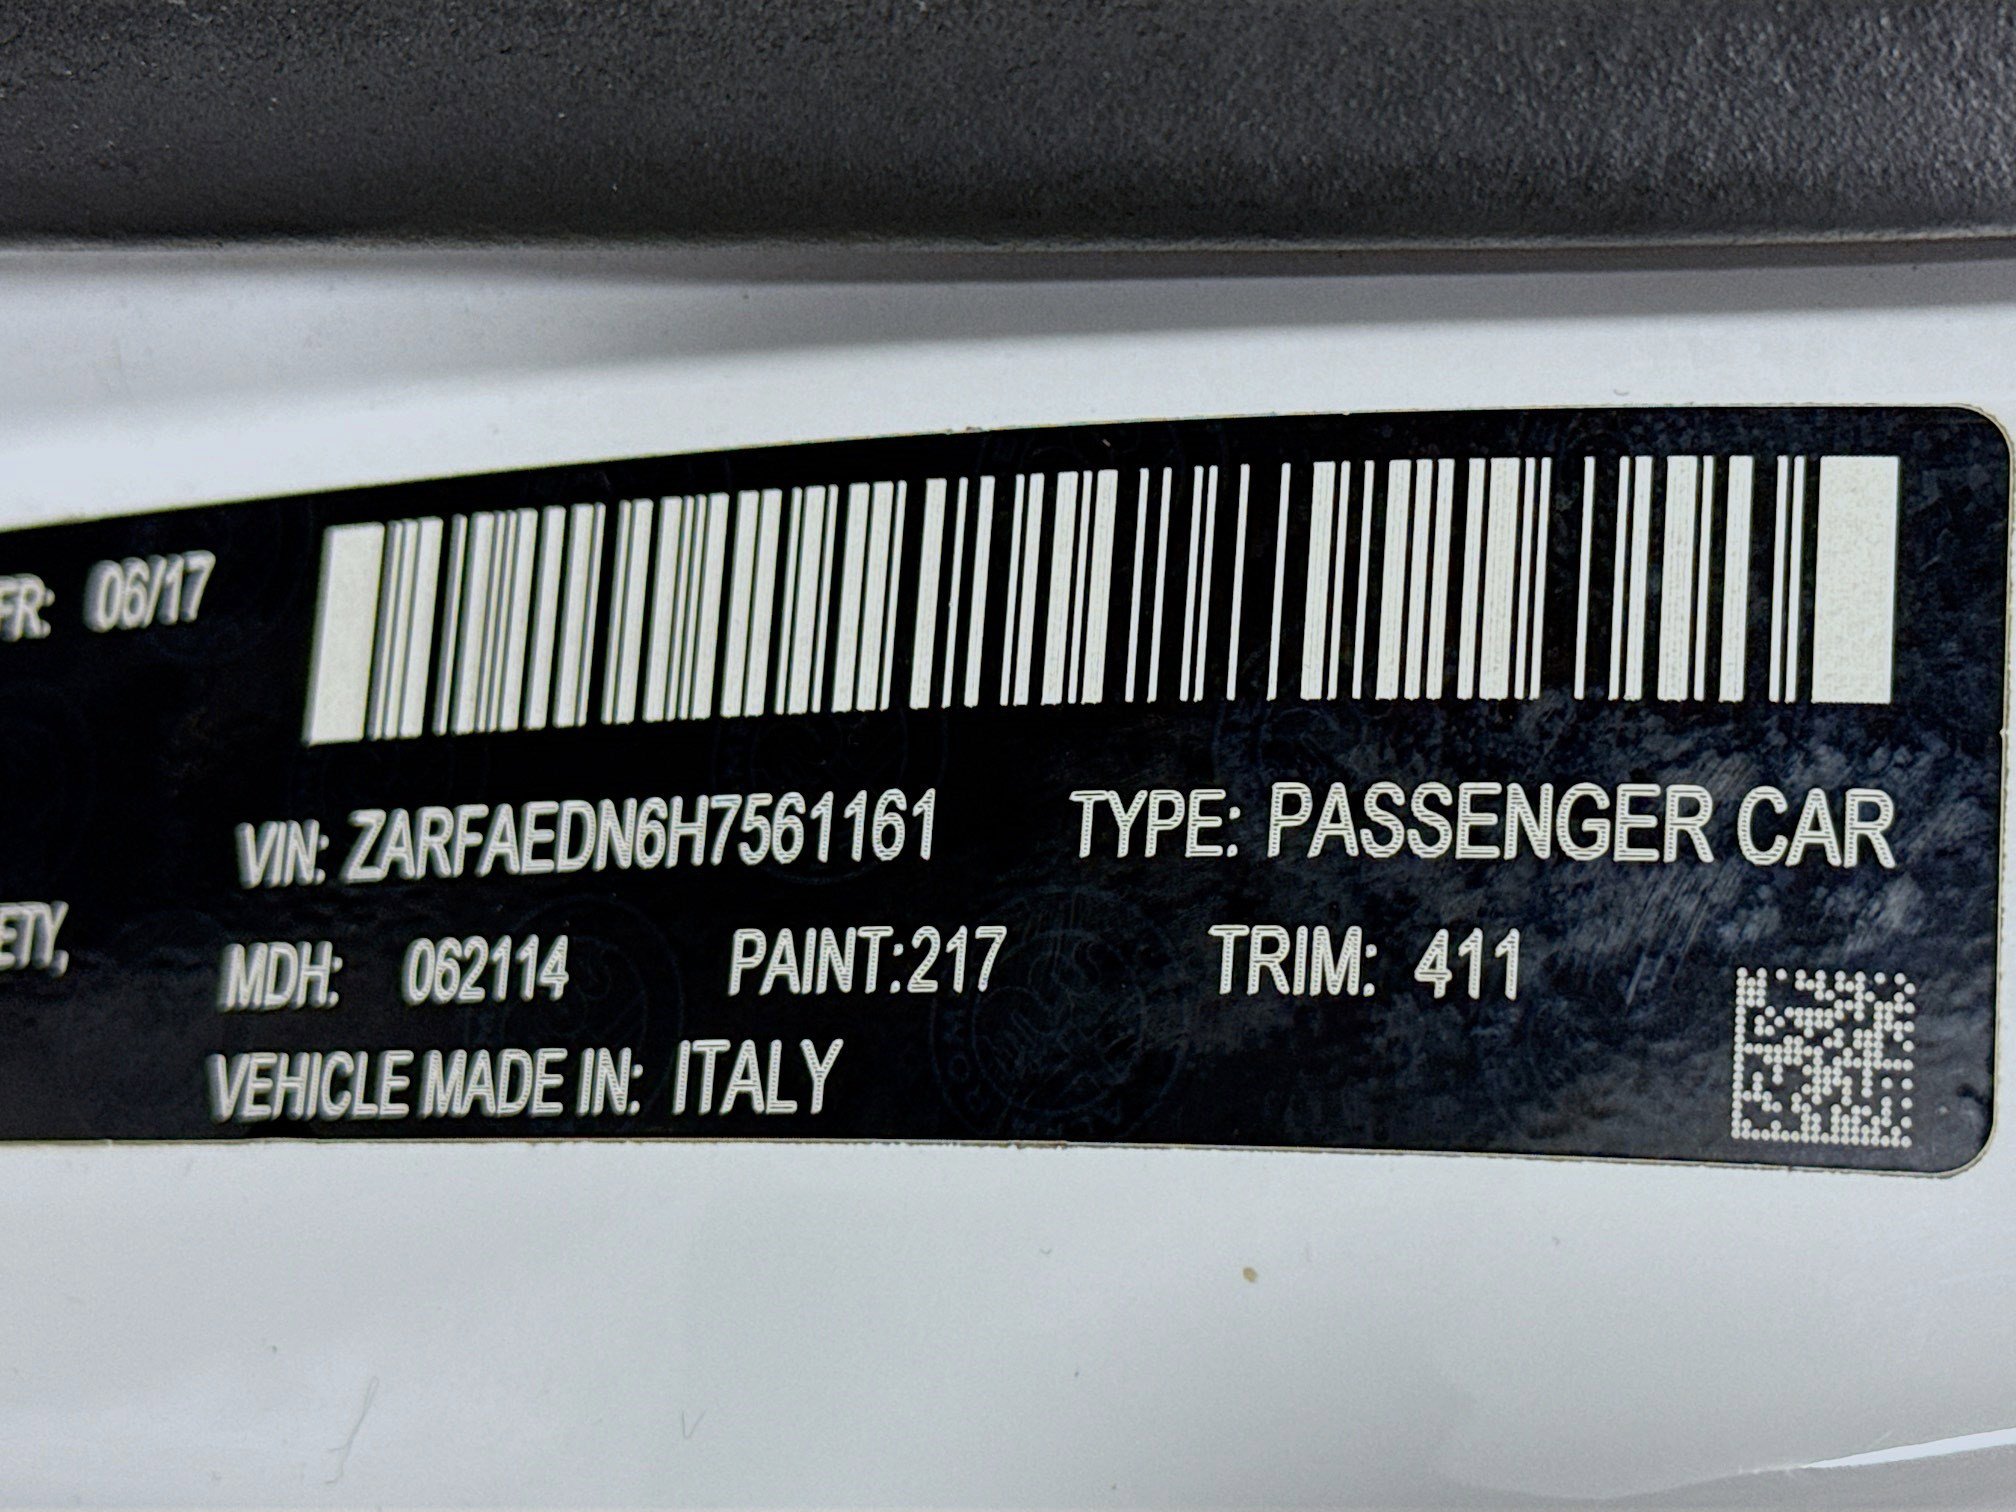 FR: 06/17
VIN: ZARFAEDN6H7561161 TYPE: PASSENGER CAR
ETY,
MDH: 062114 PAINT:217 TRIM: 411
VEHICLE MADE IN: ITALY